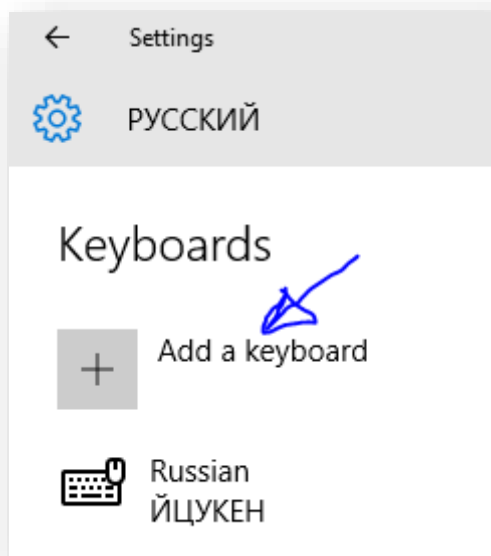 Settings
РУССКИЙ
Keyboards
Add a keyboard
Russian
ЙЦУКЕН